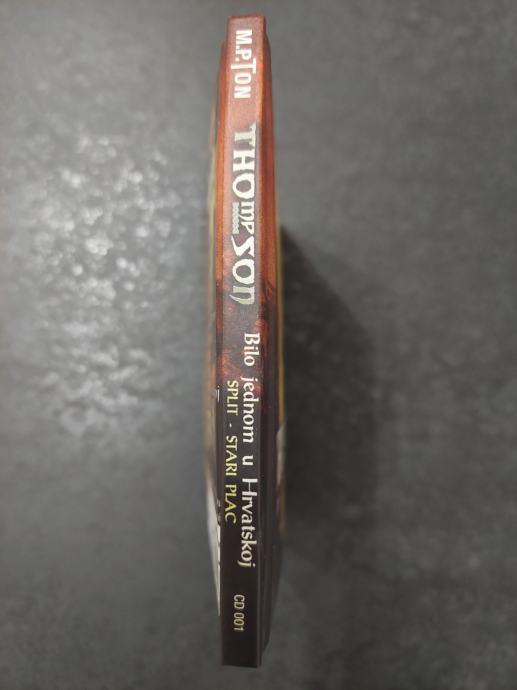 M.P.TON
THOMPSON
Bilo jednom u Hrvatskoj
SPLIT - STARI PLAC
CD 001